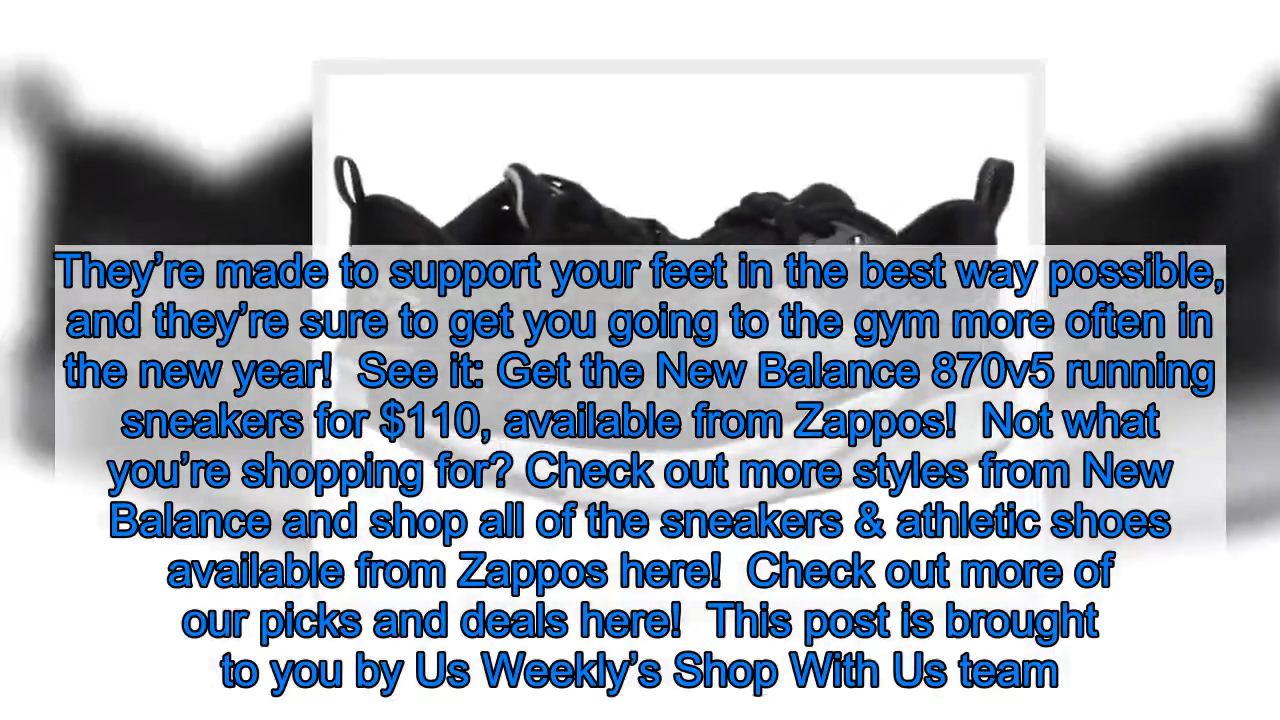 They’re made to support your feet in the best way possible,
and they’re sure to get you going to the gym more often in
the new year!  See it: Get the New Balance 870v5 running
sneakers for $110, available from Zappos!  Not what
you’re shopping for? Check out more styles from New
Balance and shop all of the sneakers & athletic shoes
available from Zappos here!  Check out more of
our picks and deals here!  This post is brought
to you by Us Weekly’s Shop With Us team